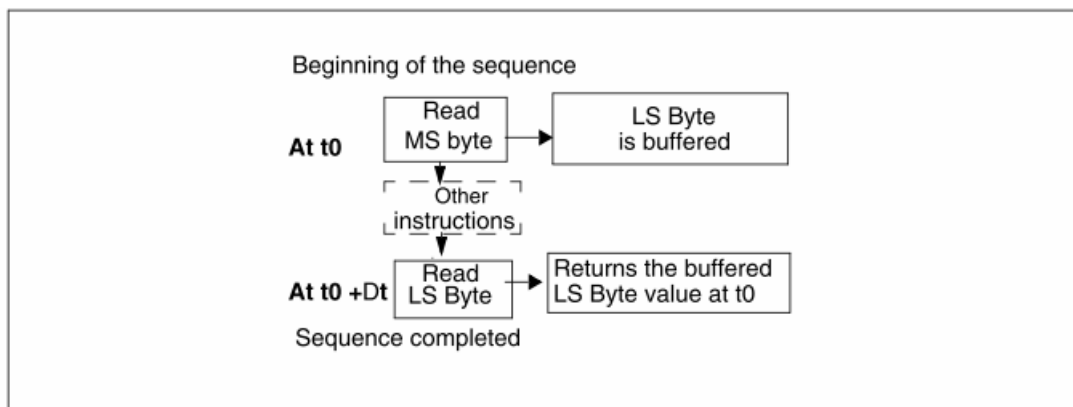 Beginning of the sequence
At t0
Read
MS byte
LS Byte
is buffered
Other
instructions
At t0 +Dt
Read
LS Byte
Returns the buffered
LS Byte value at t0
Sequence completed